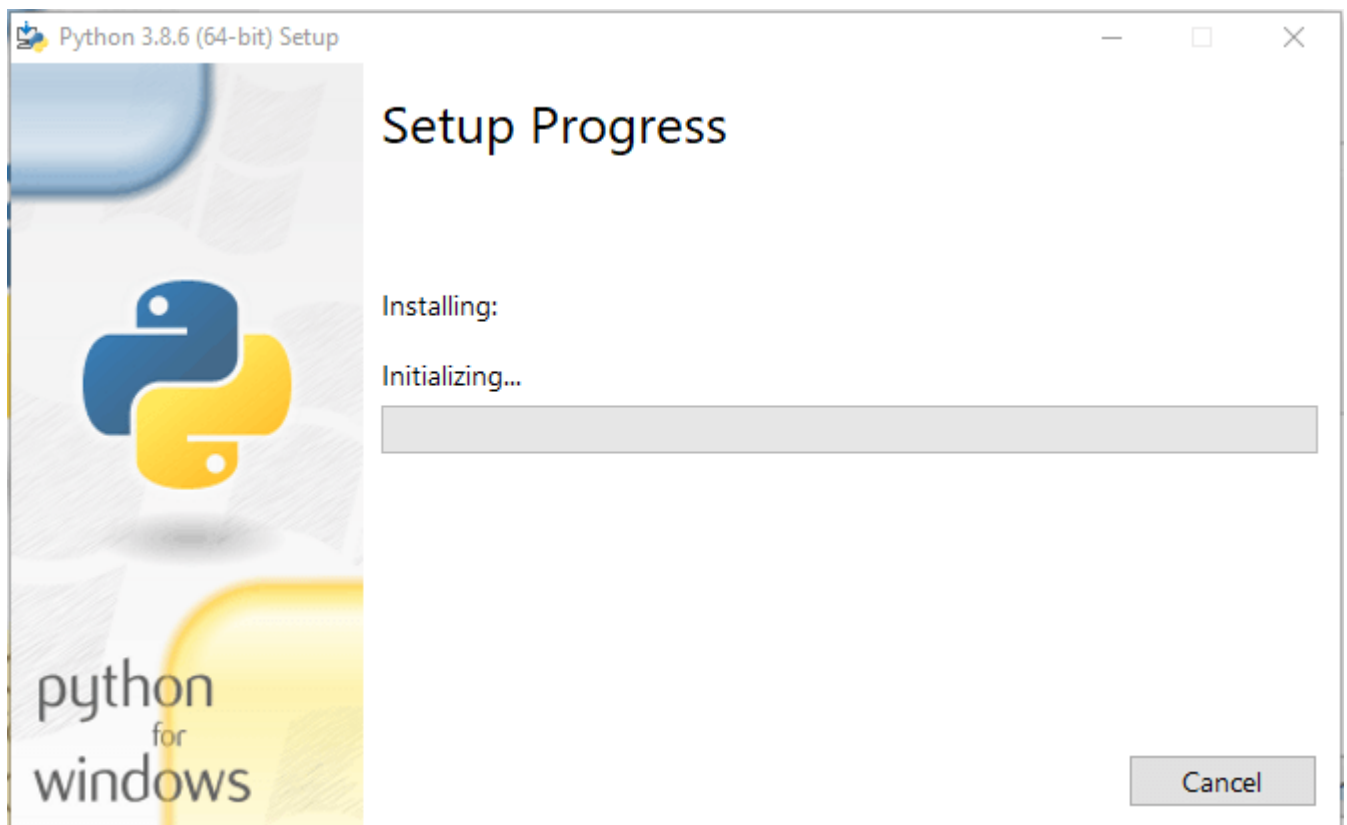 Python 3.8.6 (64-bit) Setup
Setup Progress
Installing:
Initializing...
python
for
windows
Cancel